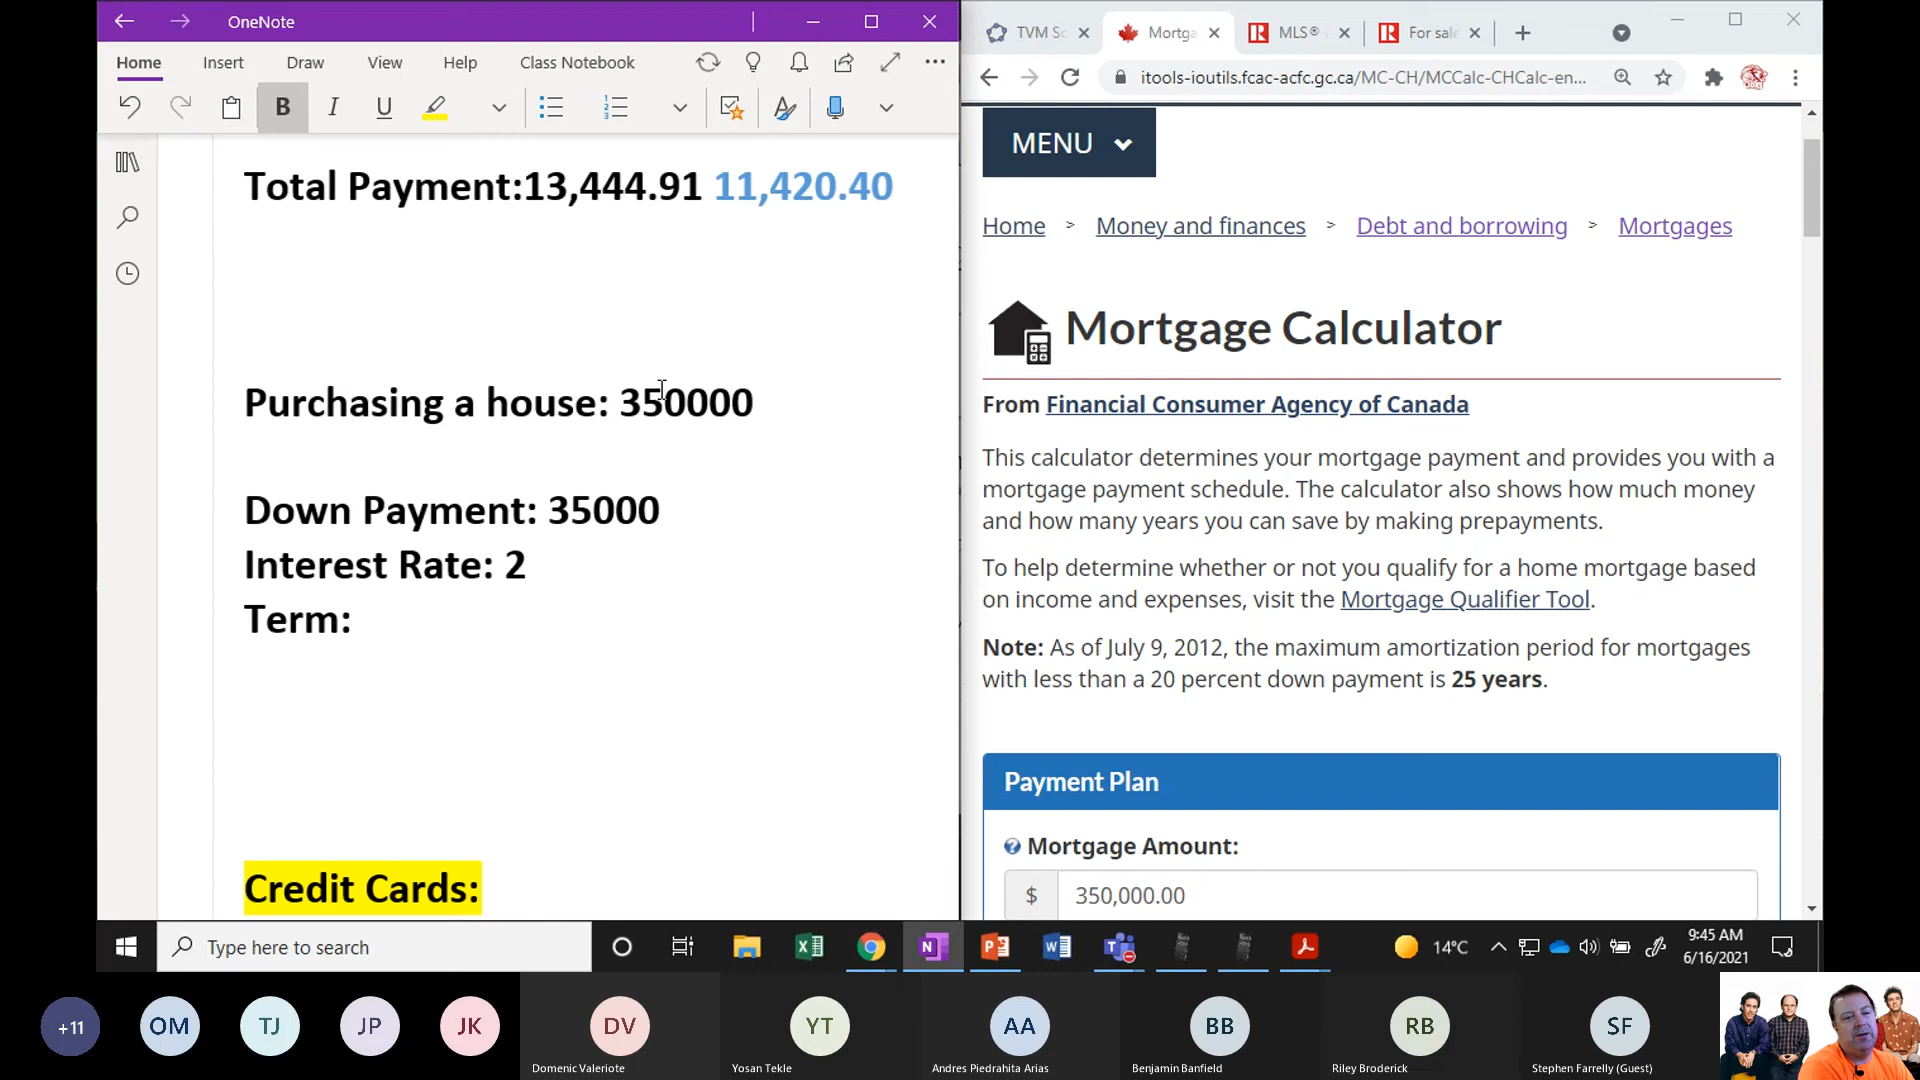 OneNote
Home Insert Draw View Help Class Notebook
B I U
Total Payment:13,444.91 11,420.40
Purchasing a house: 350000
Down Payment: 35000
Interest Rate: 2
Term:
Credit Cards:
TVM Sc Mortga MLS® For sale
itools-ioutils.fcac-acfc.gc.ca/MC-CH/MCCalc-CHCalc-en...
MENU
Home > Money and finances > Debt and borrowing > Mortgages
Mortgage Calculator
From Financial Consumer Agency of Canada
This calculator determines your mortgage payment and provides you with a
mortgage payment schedule. The calculator also shows how much money
and how many years you can save by making prepayments.
To help determine whether or not you qualify for a home mortgage based
on income and expenses, visit the Mortgage Qualifier Tool.
Note: As of July 9, 2012, the maximum amortization period for mortgages
with less than a 20 percent down payment is 25 years.
Payment Plan
Mortgage Amount:
$ 350,000.00
Type here to search
14°C
9:45 AM
6/16/2021
+11 OM TJ JP JK DV YT AA BB RB SF
Domenic Valeriote Yosan Tekle Andres Piedrahita Arias Benjamin Banfield Riley Broderick Stephen Farrelly (Guest)